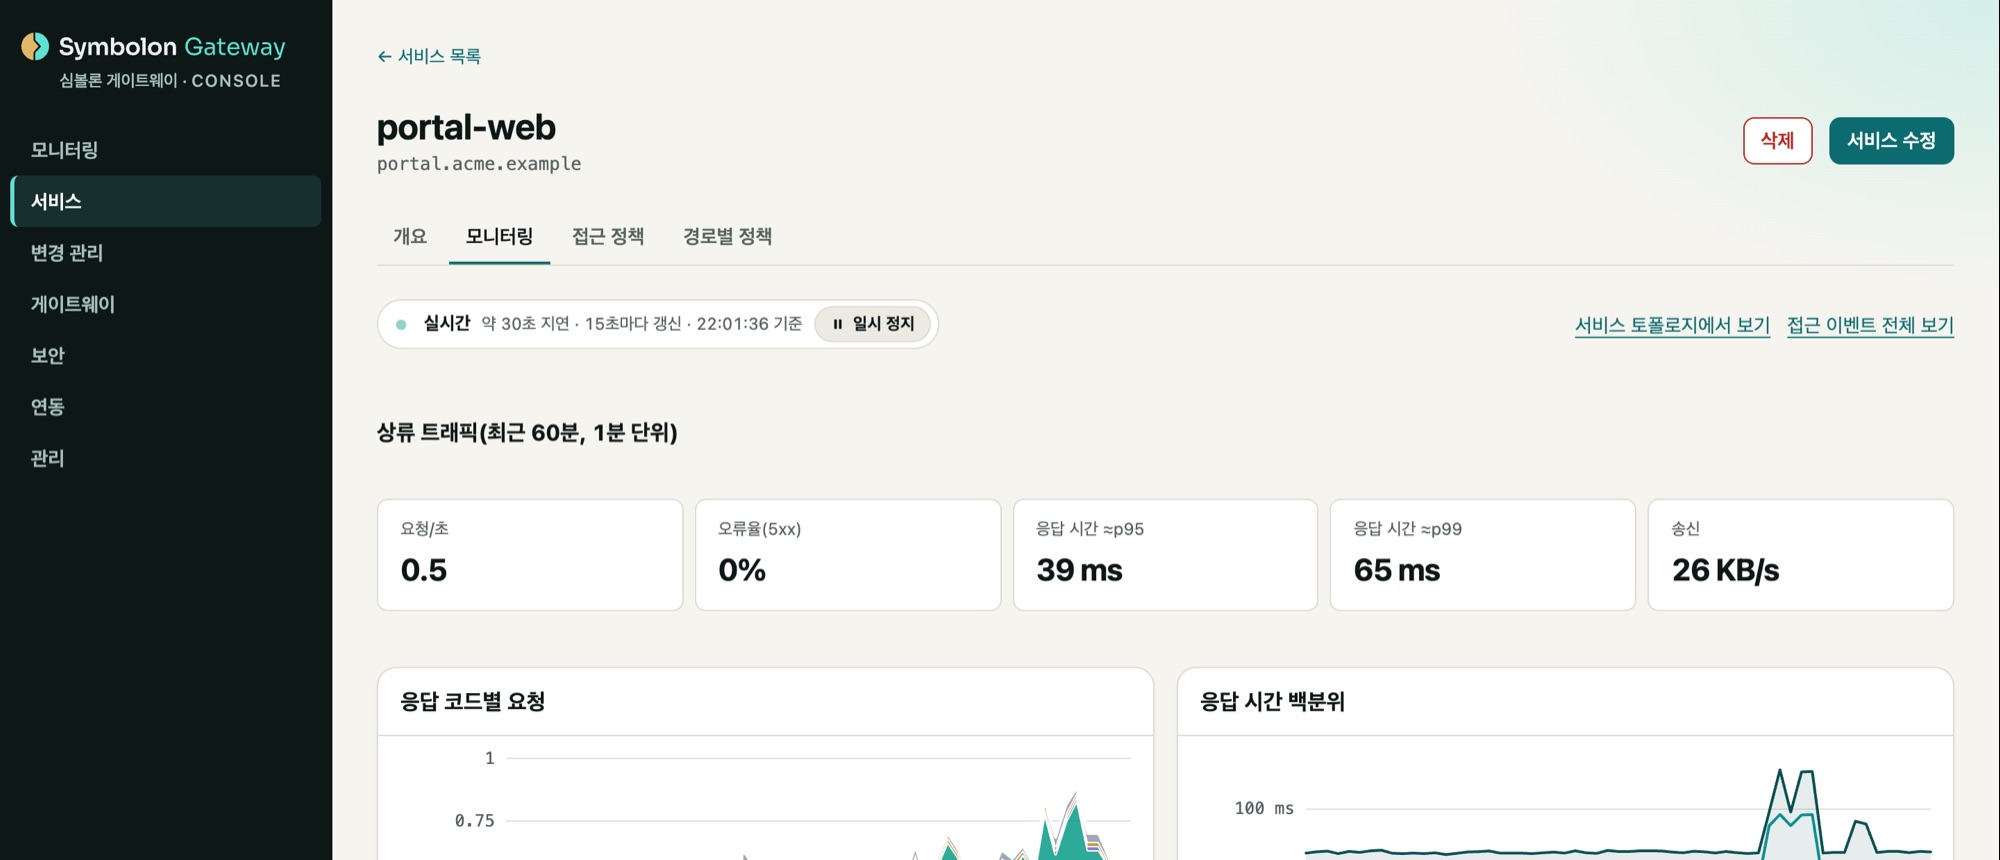 Symbolon Gateway
심볼론 게이트웨이 · CONSOLE
모니터링
서비스
변경 관리
게이트웨이
보안
연동
관리
← 서비스 목록
portal-web
portal.acme.example
삭제
서비스 수정
개요
모니터링
접근 정책
경로별 정책
실시간 약 30초 지연 · 15초마다 갱신 · 22:01:36 기준
일시 정지
서비스 토폴로지에서 보기
접근 이벤트 전체 보기
상류 트래픽(최근 60분, 1분 단위)
요청/초
0.5
오류율(5xx)
0%
응답 시간 ≈p95
39 ms
응답 시간 ≈p99
65 ms
송신
26 KB/s
응답 코드별 요청
1
0.75
응답 시간 백분위
100 ms